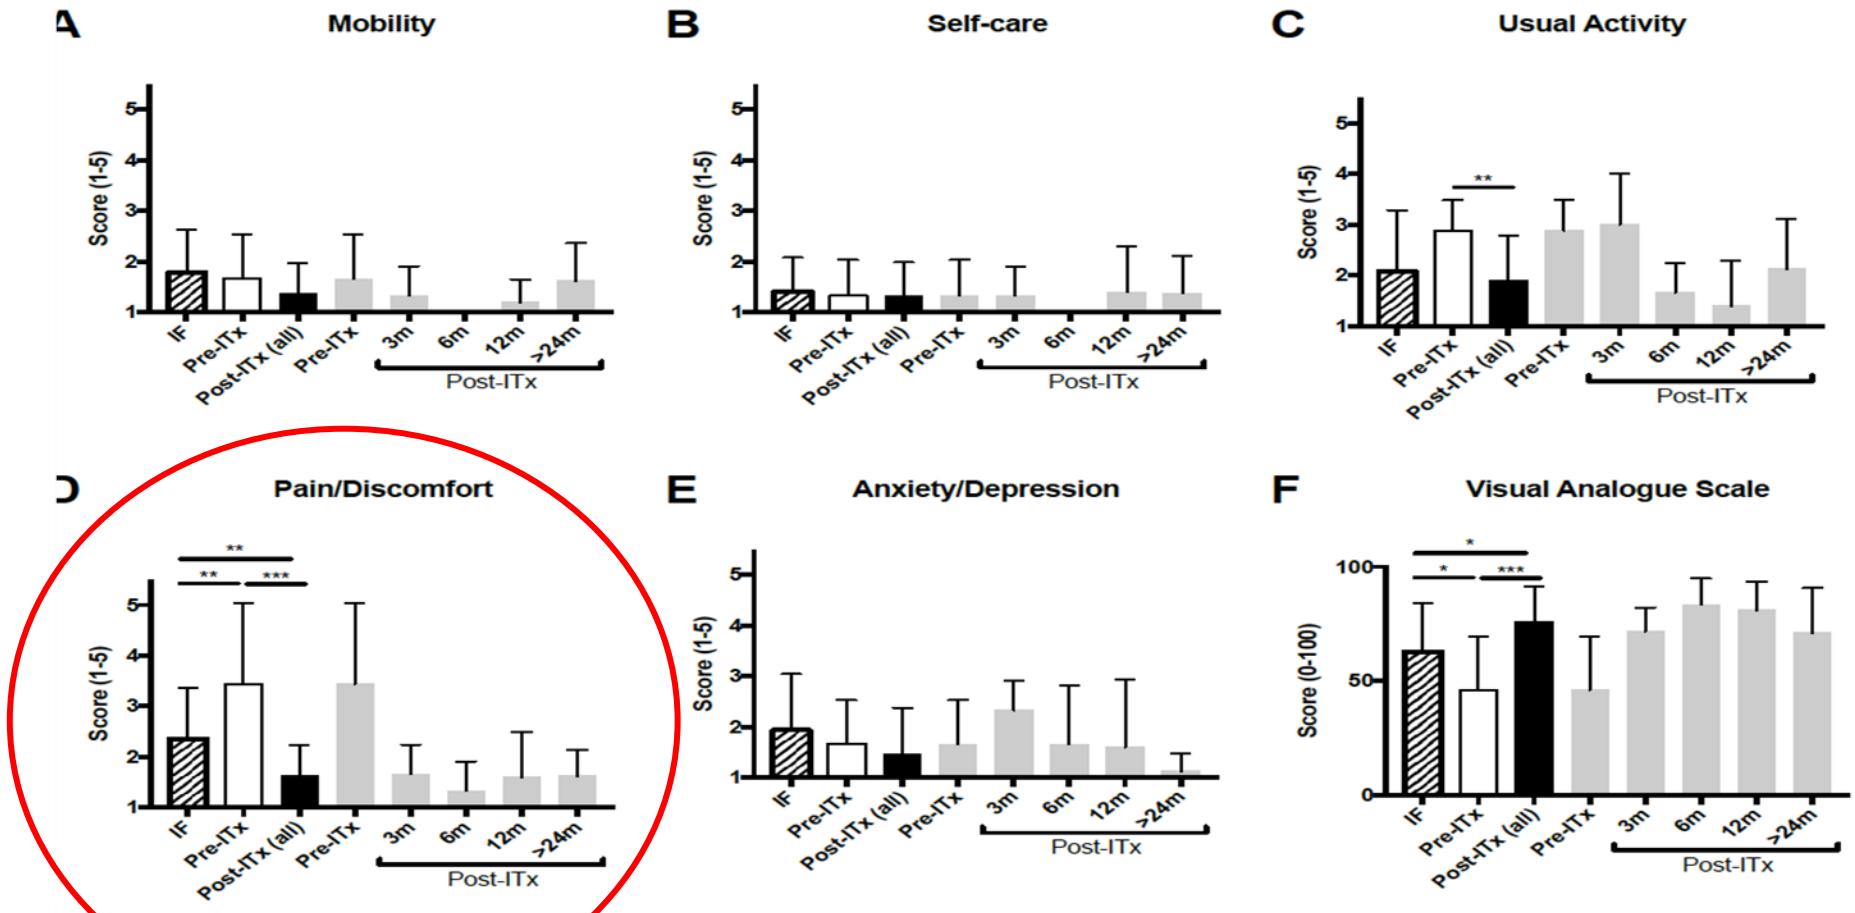 A Mobility
Score (1-5)
5
4
3
2
1
IF Pre-ITx Post-ITx (all) Pre-ITx 3m 6m 12m >24m
Post-ITx
B Self-care
Score (1-5)
5
4
3
2
1
IF Pre-ITx Post-ITx (all) Pre-ITx 3m 6m 12m >24m
Post-ITx
C Usual Activity
Score (1-5)
5
4
3
2
1
**
IF Pre-ITx Post-ITx (all) Pre-ITx 3m 6m 12m >24m
Post-ITx
D Pain/Discomfort
**
** ***
Score (1-5)
5
4
3
2
1
IF Pre-ITx Post-ITx (all) Pre-ITx 3m 6m 12m >24m
Post-ITx
E Anxiety/Depression
Score (1-5)
5
4
3
2
1
IF Pre-ITx Post-ITx (all) Pre-ITx 3m 6m 12m >24m
Post-ITx
F Visual Analogue Scale
*
* ***
Score (0-100)
100
50
0
IF Pre-ITx Post-ITx (all) Pre-ITx 3m 6m 12m >24m
Post-ITx